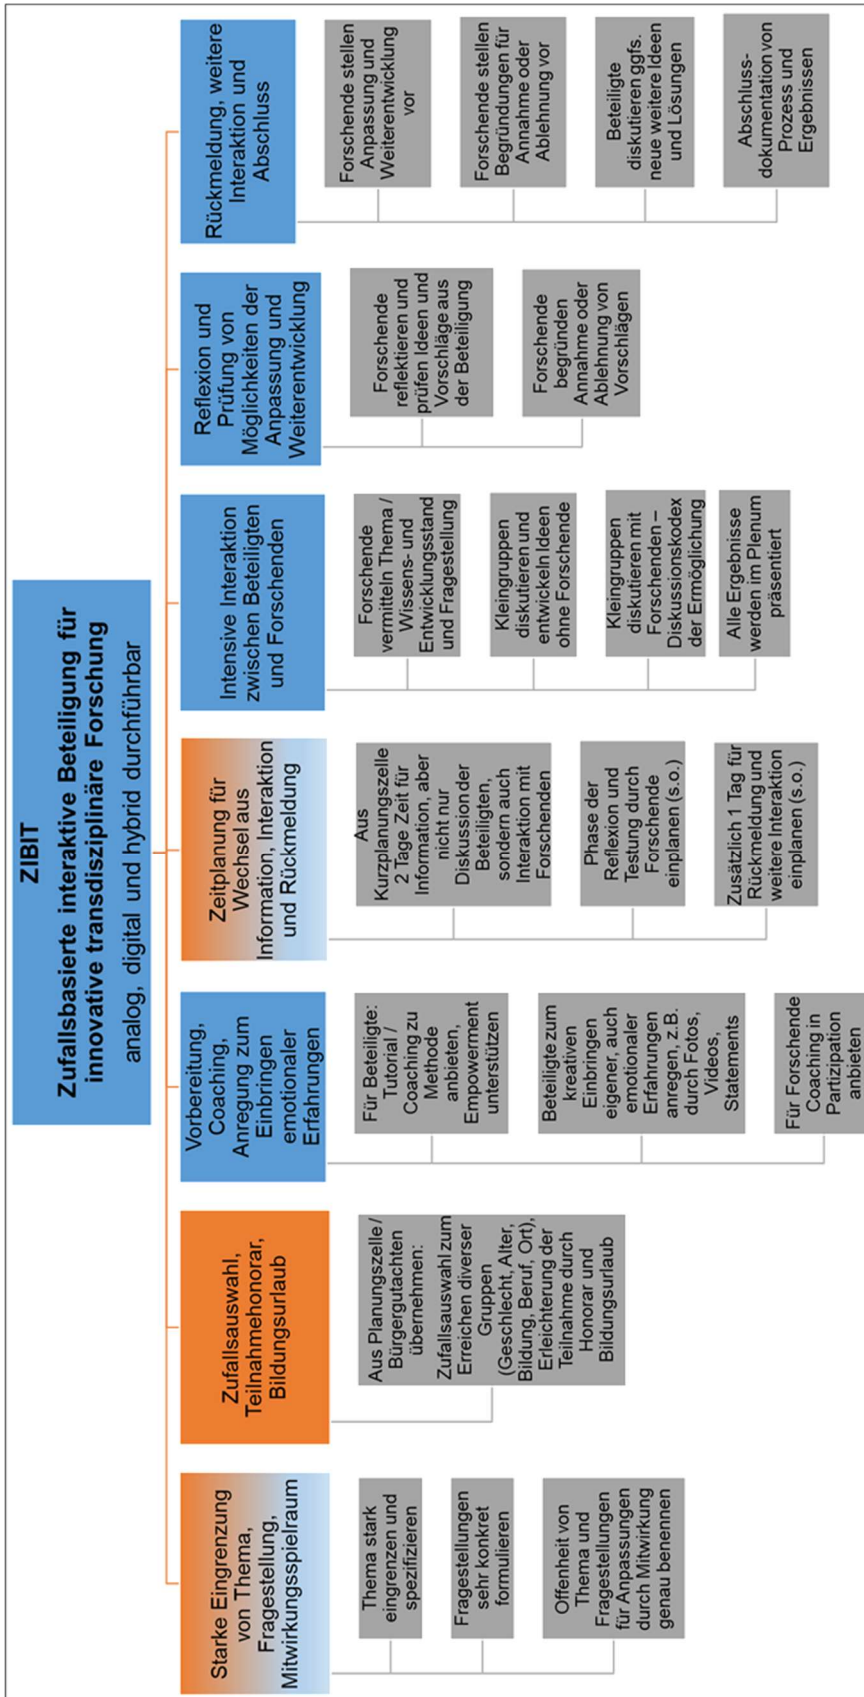 ZIBIT
Zufallsbasierte interaktive Beteiligung für
innovative transdisziplinäre Forschung
analog, digital und hybrid durchführbar
Starke Eingrenzung
von Thema,
Fragestellung,
Mitwirkungsspielraum
Thema stark
eingrenzen und
spezifizieren
Fragestellungen
sehr konkret
formulieren
Offenheit von
Thema und
Fragestellungen
für Anpassungen
durch Mitwirkung
genau benennen
Zufallsauswahl,
Teilnahmehonorar,
Bildungsurlaub
Aus Planungszelle /
Bürgergutachten
übernehmen:
Zufallsauswahl zum
Erreichen diverser
Gruppen
(Geschlecht, Alter,
Bildung, Beruf, Ort),
Erleichterung der
Teilnahme durch
Honorar und
Bildungsurlaub
Vorbereitung,
Coaching,
Anregung zum
Einbringen
emotionaler
Erfahrungen
Für Beteiligte:
Tutorial /
Coaching zu
Methode
anbieten,
Empowerment
unterstützen
Beteiligte zum
kreativen
Einbringen
eigener, auch
emotionaler
Erfahrungen
anregen, z.B.
durch Fotos,
Videos,
Statements
Für Forschende
Coaching in
Partizipation
anbieten
Zeitplanung für
Wechsel aus
Information, Interaktion
und Rückmeldung
Aus
Kurzplanungszelle
2 Tage Zeit für
Information, aber
nicht nur
Diskussion der
Beteiligten,
sondern auch
Interaktion mit
Forschenden
Phase der
Reflexion und
Testung durch
Forschende
einplanen (s.o.)
Zusätzlich 1 Tag für
Rückmeldung und
weitere Interaktion
einplanen (s.o.)
Intensive Interaktion
zwischen Beteiligten
und Forschenden
Forschende
vermitteln Thema /
Wissens- und
Entwicklungsstand
und Fragestellung
Kleingruppen
diskutieren und
entwickeln Ideen
ohne Forschende
Kleingruppen
diskutieren mit
Forschenden –
Diskussionskodex
der Ermöglichung
Alle Ergebnisse
werden im Plenum
präsentiert
Reflexion und
Prüfung von
Möglichkeiten der
Anpassung und
Weiterentwicklung
Forschende
reflektieren und
prüfen Ideen und
Vorschläge aus
der Beteiligung
Forschende
begründen
Annahme oder
Ablehnung von
Vorschlägen
Rückmeldung, weitere
Interaktion und
Abschluss
Forschende stellen
Anpassung und
Weiterentwicklung
vor
Forschende stellen
Begründungen für
Annahme oder
Ablehnung vor
Beteiligte
diskutieren ggfs.
neue weitere Ideen
und Lösungen
Abschluss-
dokumentation von
Prozess und
Ergebnissen